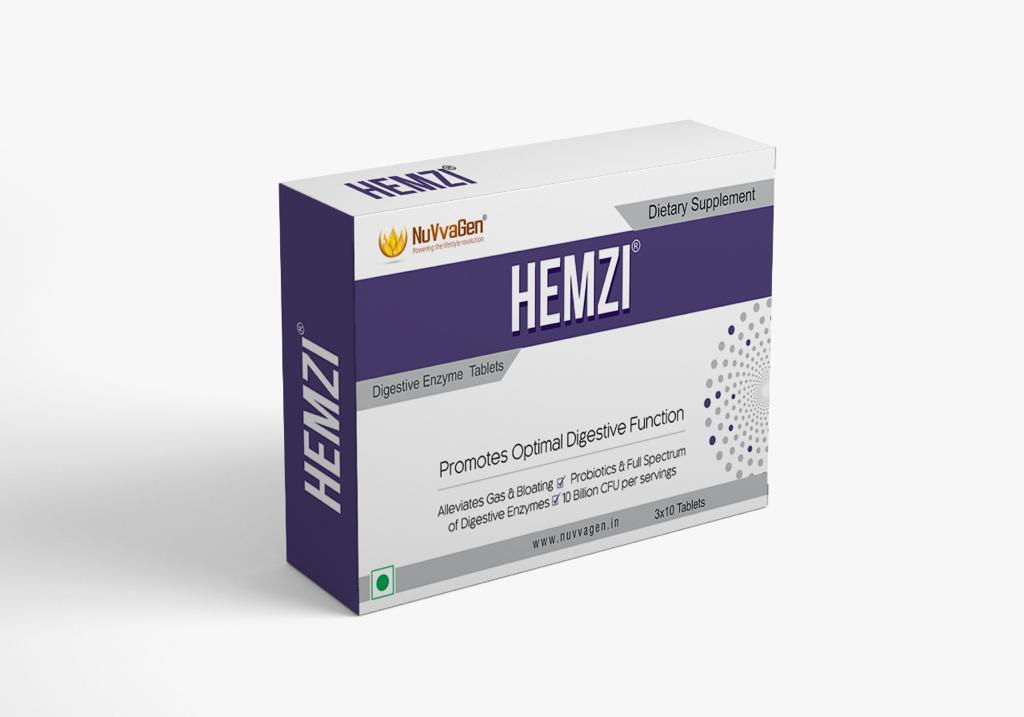 HEMZI®
NuVvaGen®
Powering the lifestyle revolution
Dietary Supplement
HEMZI®
HEMZI®
Digestive Enzyme Tablets
Promotes Optimal Digestive Function
Alleviates Gas & Bloating ☑ Probiotics & Full Spectrum
of Digestive Enzymes ☑ 10 Billion CFU per servings
www.nuvvagen.in
3x10 Tablets